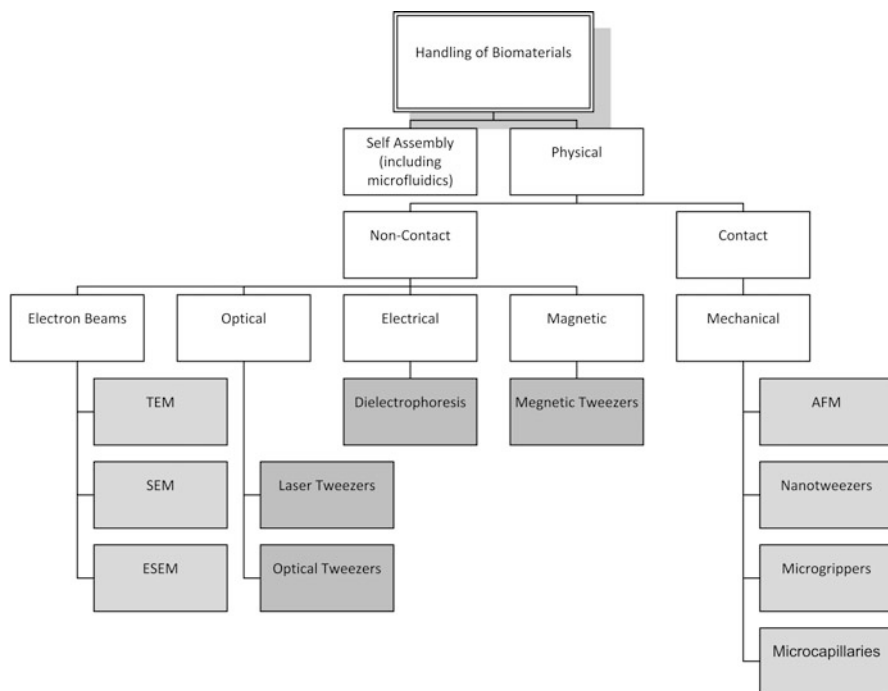 Handling of Biomaterials
Self Assembly
(including
microfluidics)
Physical
Non-Contact
Contact
Electron Beams
Optical
Electrical
Magnetic
Mechanical
TEM
Dielectrophoresis
Megnetic Tweezers
AFM
SEM
Laser Tweezers
Nanotweezers
ESEM
Optical Tweezers
Microgrippers
Microcapillaries